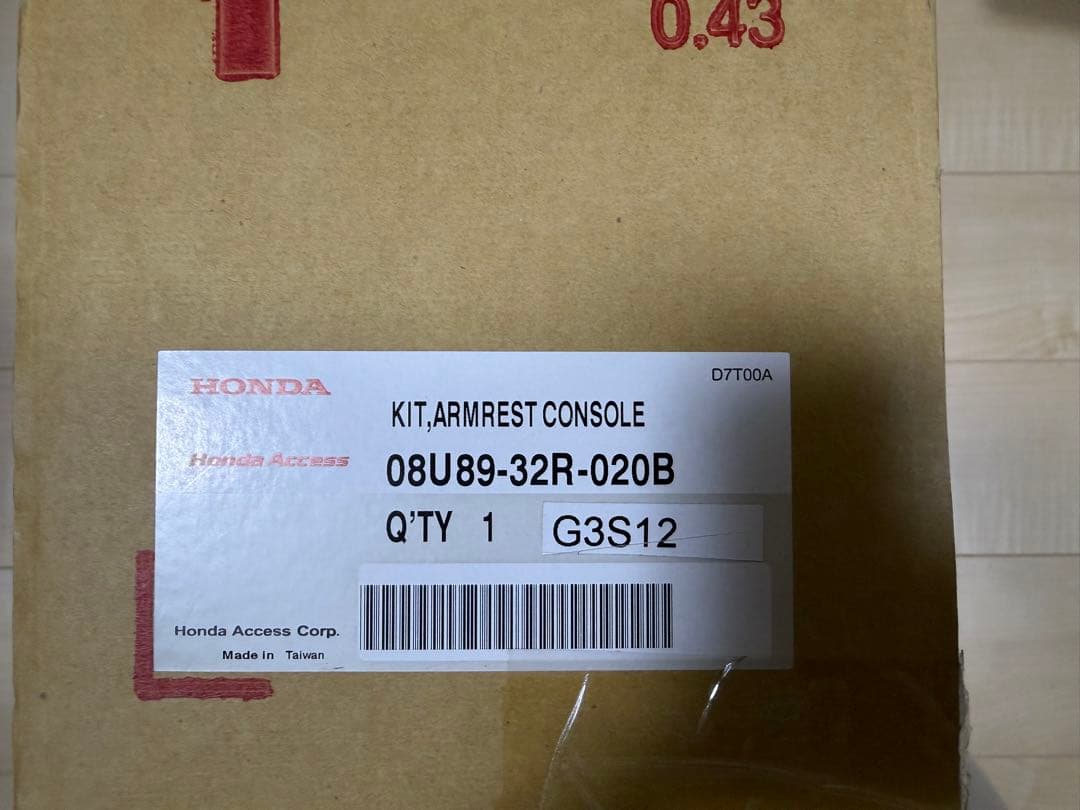 0.43
HONDA
D7T00A
KIT,ARMREST CONSOLE
Honda Access
08U89-32R-020B
Q'TY 1
G3S12
Honda Access Corp.
Made in Taiwan